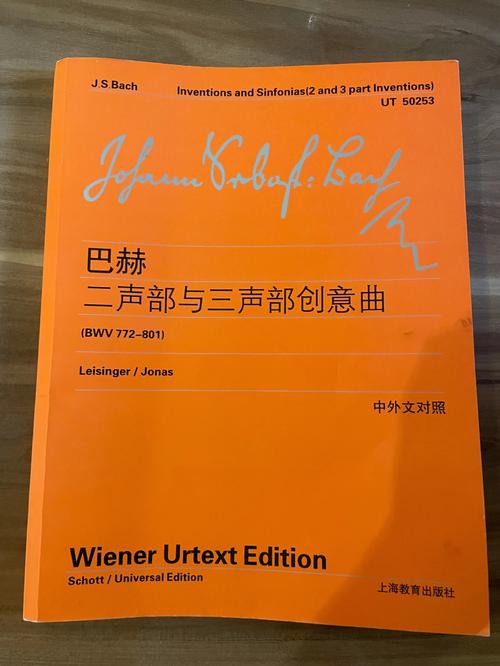 J.S.Bach
Inventions and Sinfonias(2 and 3 part Inventions)
UT 50253
巴赫
二声部与三声部创意曲
(BWV 772–801)
Leisinger / Jonas
中外文对照
Wiener Urtext Edition
Schott / Universal Edition
上海教育出版社